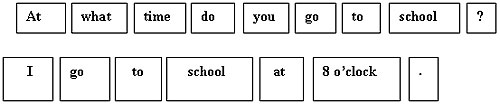 At what time do you go to school ?
I go to school at 8 o'clock .